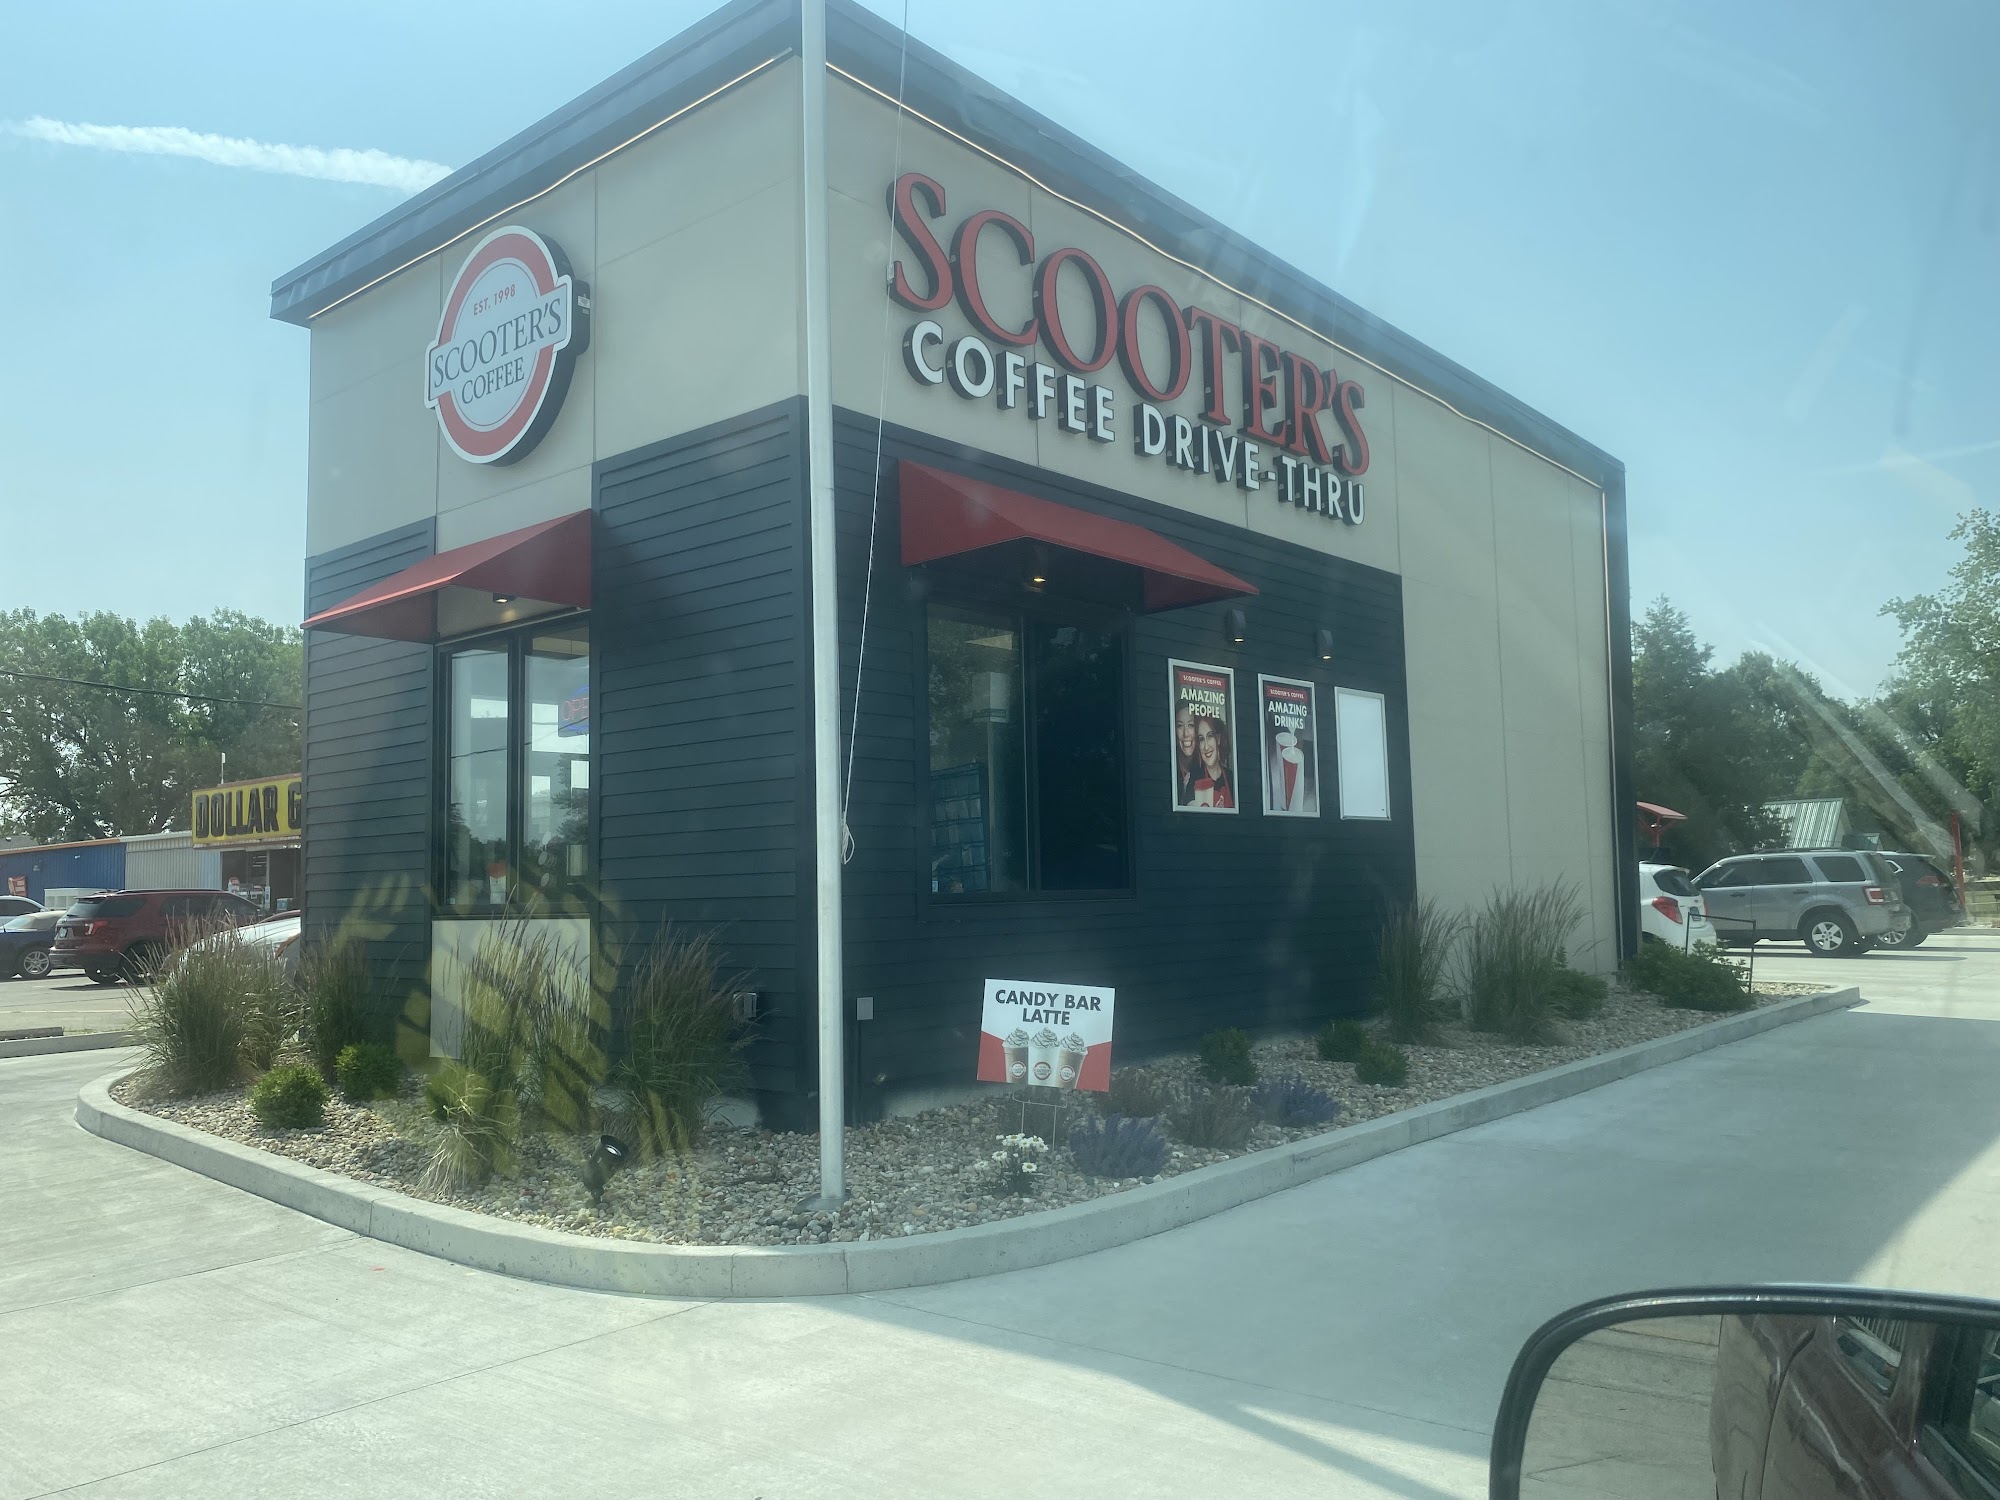 EST. 1998
SCOOTER'S
COFFEE
SCOOTER'S
COFFEE DRIVE-THRU
OPE
SCOOTER'S COFFEE
AMAZING
PEOPLE
SCOOTER'S COFFEE
AMAZING
DRINKS
DOLLAR G
CANDY BAR
LATTE